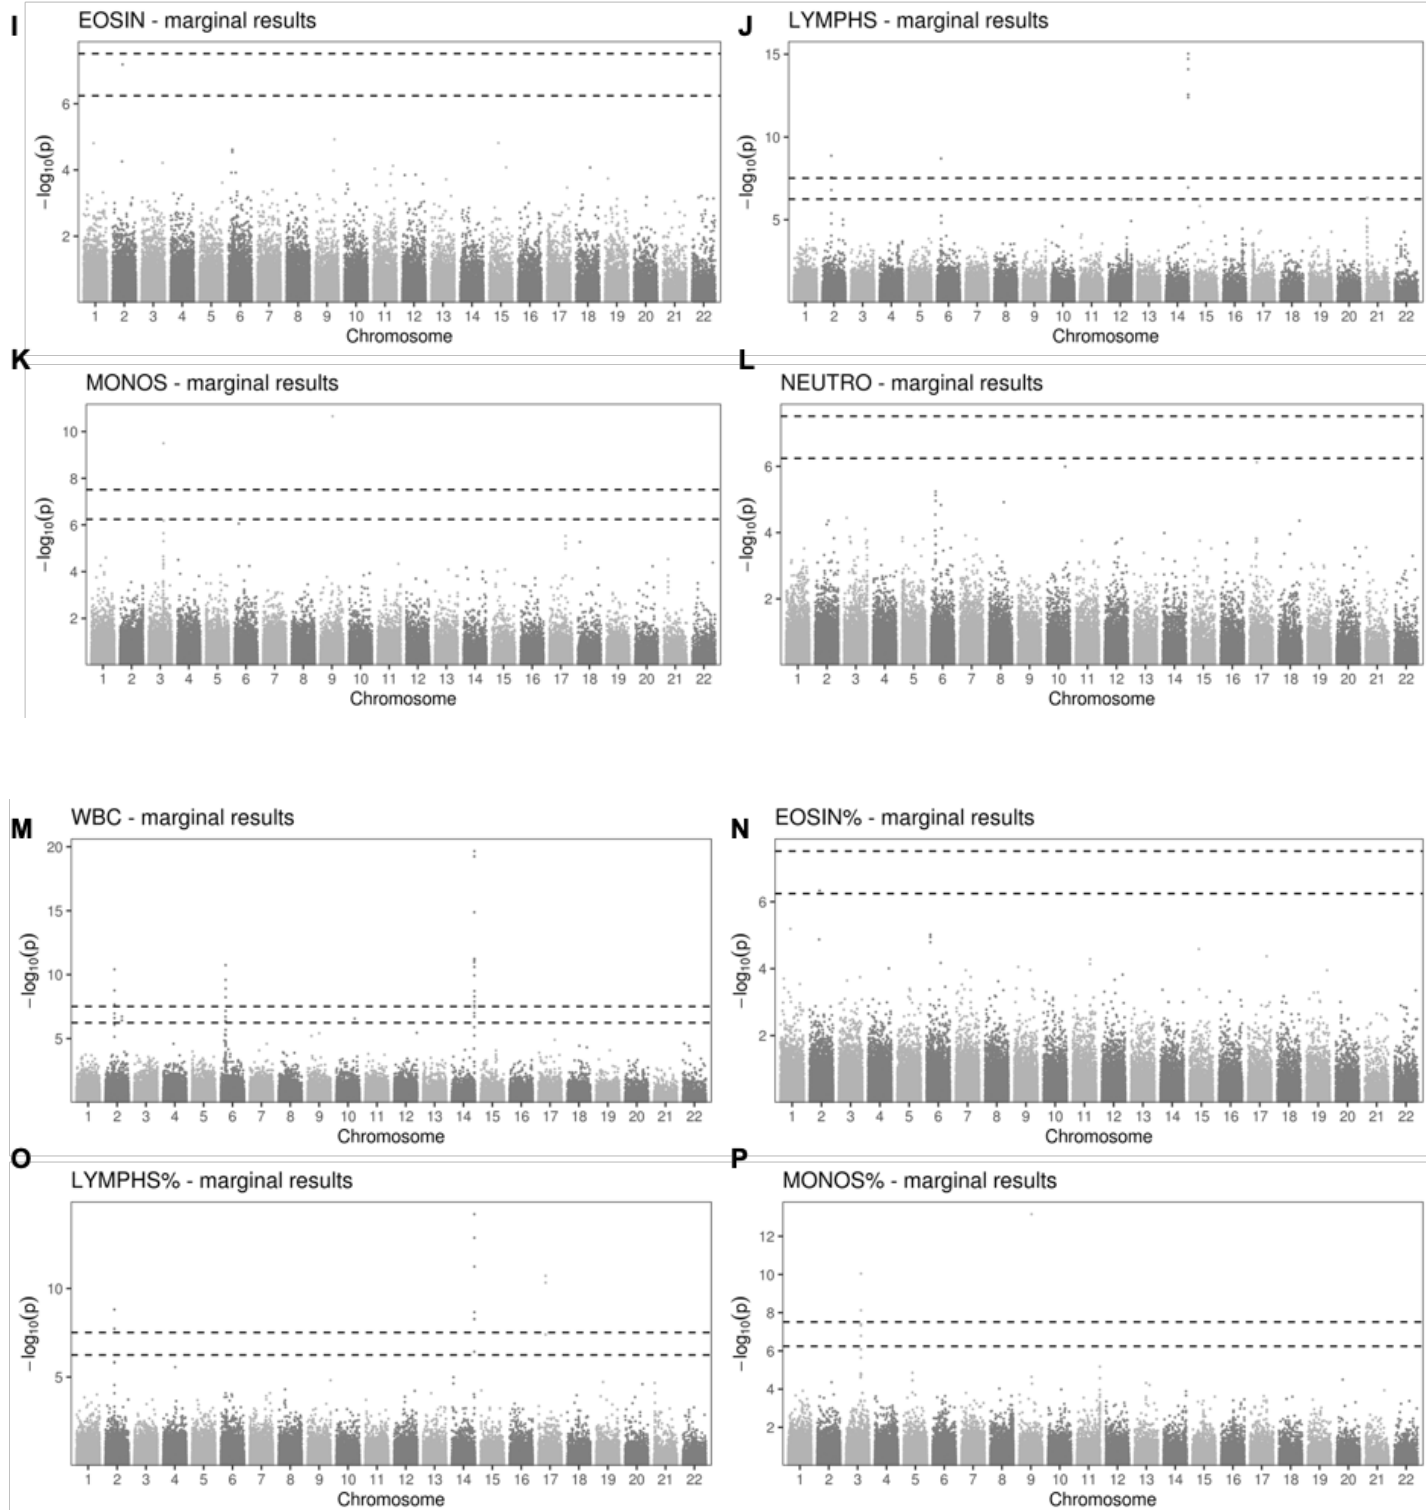 I EOSIN - marginal results
6
4
2
−log10(p)
1 2 3 4 5 6 7 8 9 10 11 12 13 14 15 16 17 18 19 20 21 22
Chromosome
J LYMPHS - marginal results
15
10
5
−log10(p)
1 2 3 4 5 6 7 8 9 10 11 12 13 14 15 16 17 18 19 20 21 22
Chromosome
K MONOS - marginal results
10
8
6
4
2
−log10(p)
1 2 3 4 5 6 7 8 9 10 11 12 13 14 15 16 17 18 19 20 21 22
Chromosome
L NEUTRO - marginal results
6
4
2
−log10(p)
1 2 3 4 5 6 7 8 9 10 11 12 13 14 15 16 17 18 19 20 21 22
Chromosome
M WBC - marginal results
20
15
10
5
−log10(p)
1 2 3 4 5 6 7 8 9 10 11 12 13 14 15 16 17 18 19 20 21 22
Chromosome
N EOSIN% - marginal results
6
4
2
−log10(p)
1 2 3 4 5 6 7 8 9 10 11 12 13 14 15 16 17 18 19 20 21 22
Chromosome
O LYMPHS% - marginal results
10
5
−log10(p)
1 2 3 4 5 6 7 8 9 10 11 12 13 14 15 16 17 18 19 20 21 22
Chromosome
P MONOS% - marginal results
12
10
8
6
4
2
−log10(p)
1 2 3 4 5 6 7 8 9 10 11 12 13 14 15 16 17 18 19 20 21 22
Chromosome